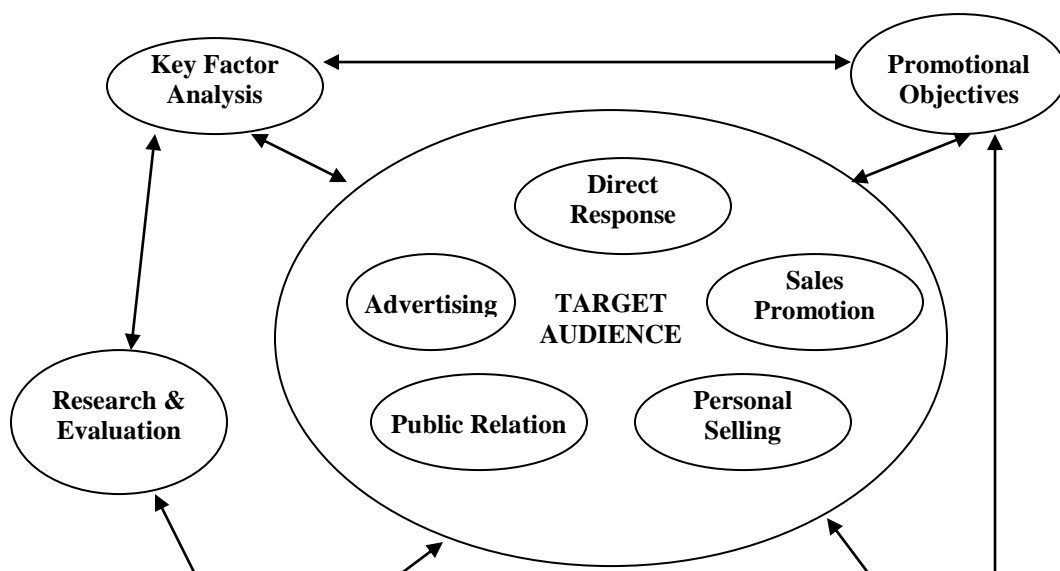 Key Factor
Analysis
Promotional
Objectives
Direct
Response
Advertising
TARGET
AUDIENCE
Sales
Promotion
Research &
Evaluation
Public Relation
Personal
Selling